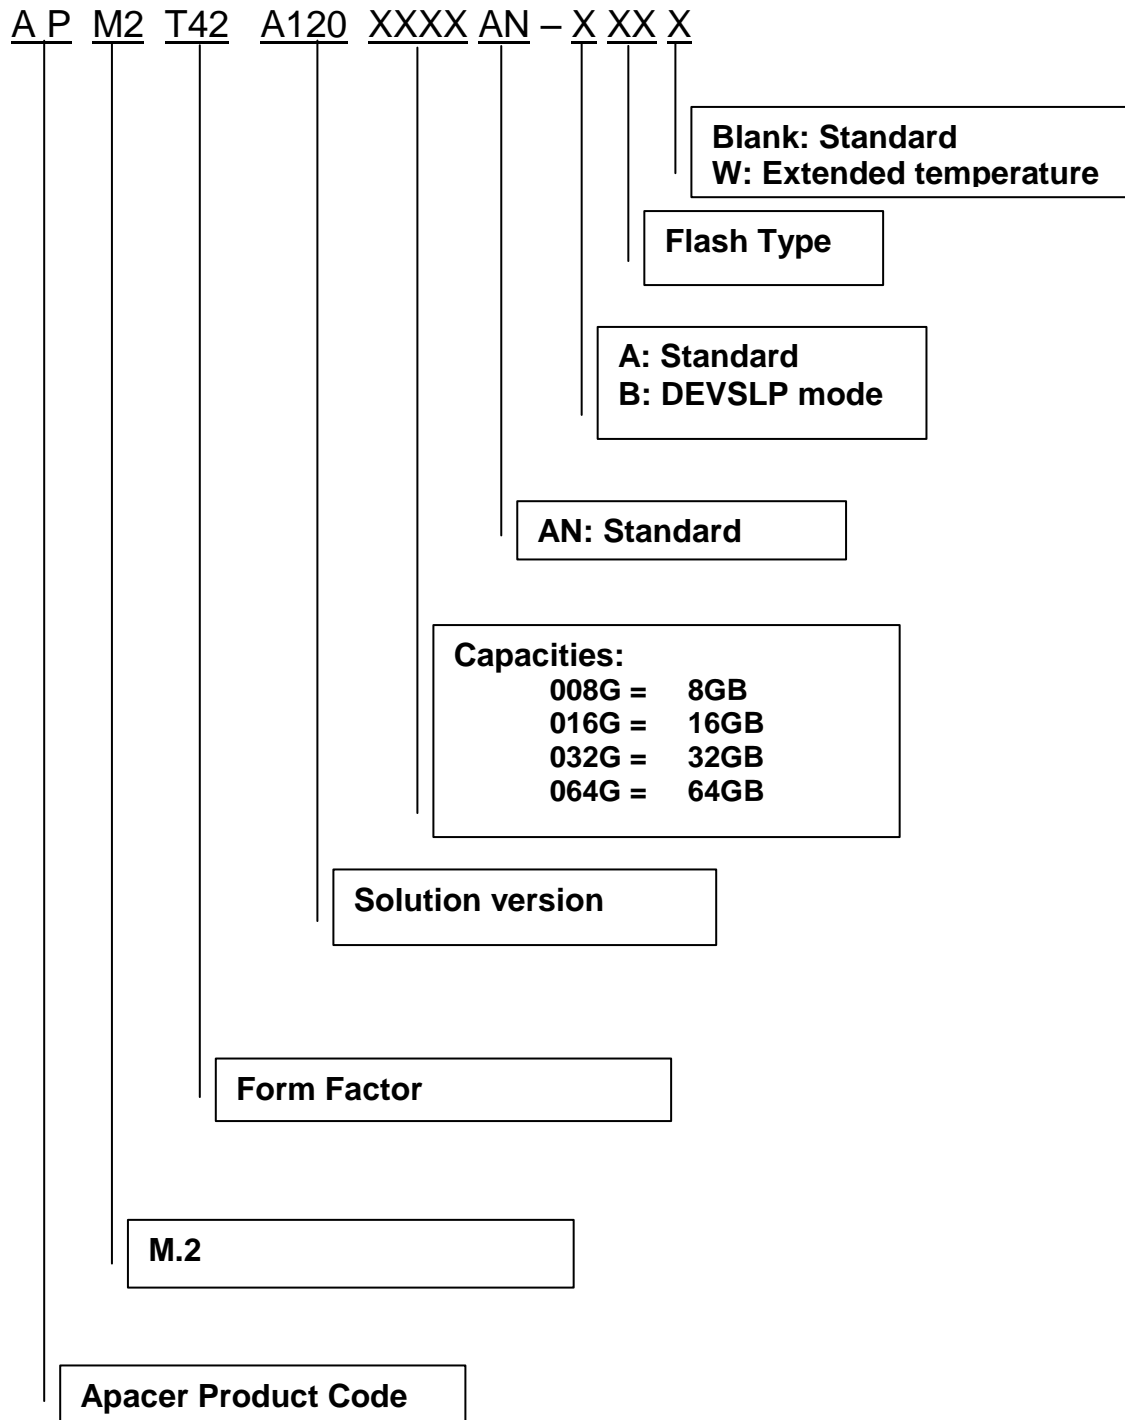 A P M2 T42 A120 XXXX AN – X XX X
Blank: Standard
W: Extended temperature
Flash Type
A: Standard
B: DEVSLP mode
AN: Standard
Capacities:
008G = 8GB
016G = 16GB
032G = 32GB
064G = 64GB
Solution version
Form Factor
M.2
Apacer Product Code